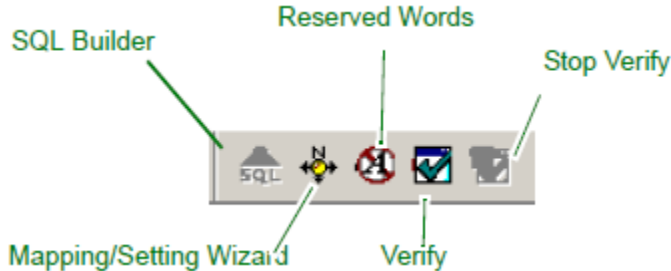 Reserved Words
SQL Builder
Stop Verify
N
A
SQL
Mapping/Setting Wizard
Verify